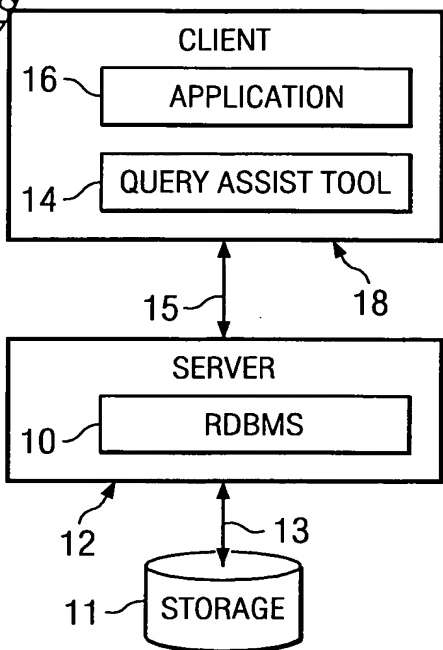 CLIENT
16 APPLICATION
14 QUERY ASSIST TOOL
15 18
SERVER
10 RDBMS
12 13
11 STORAGE